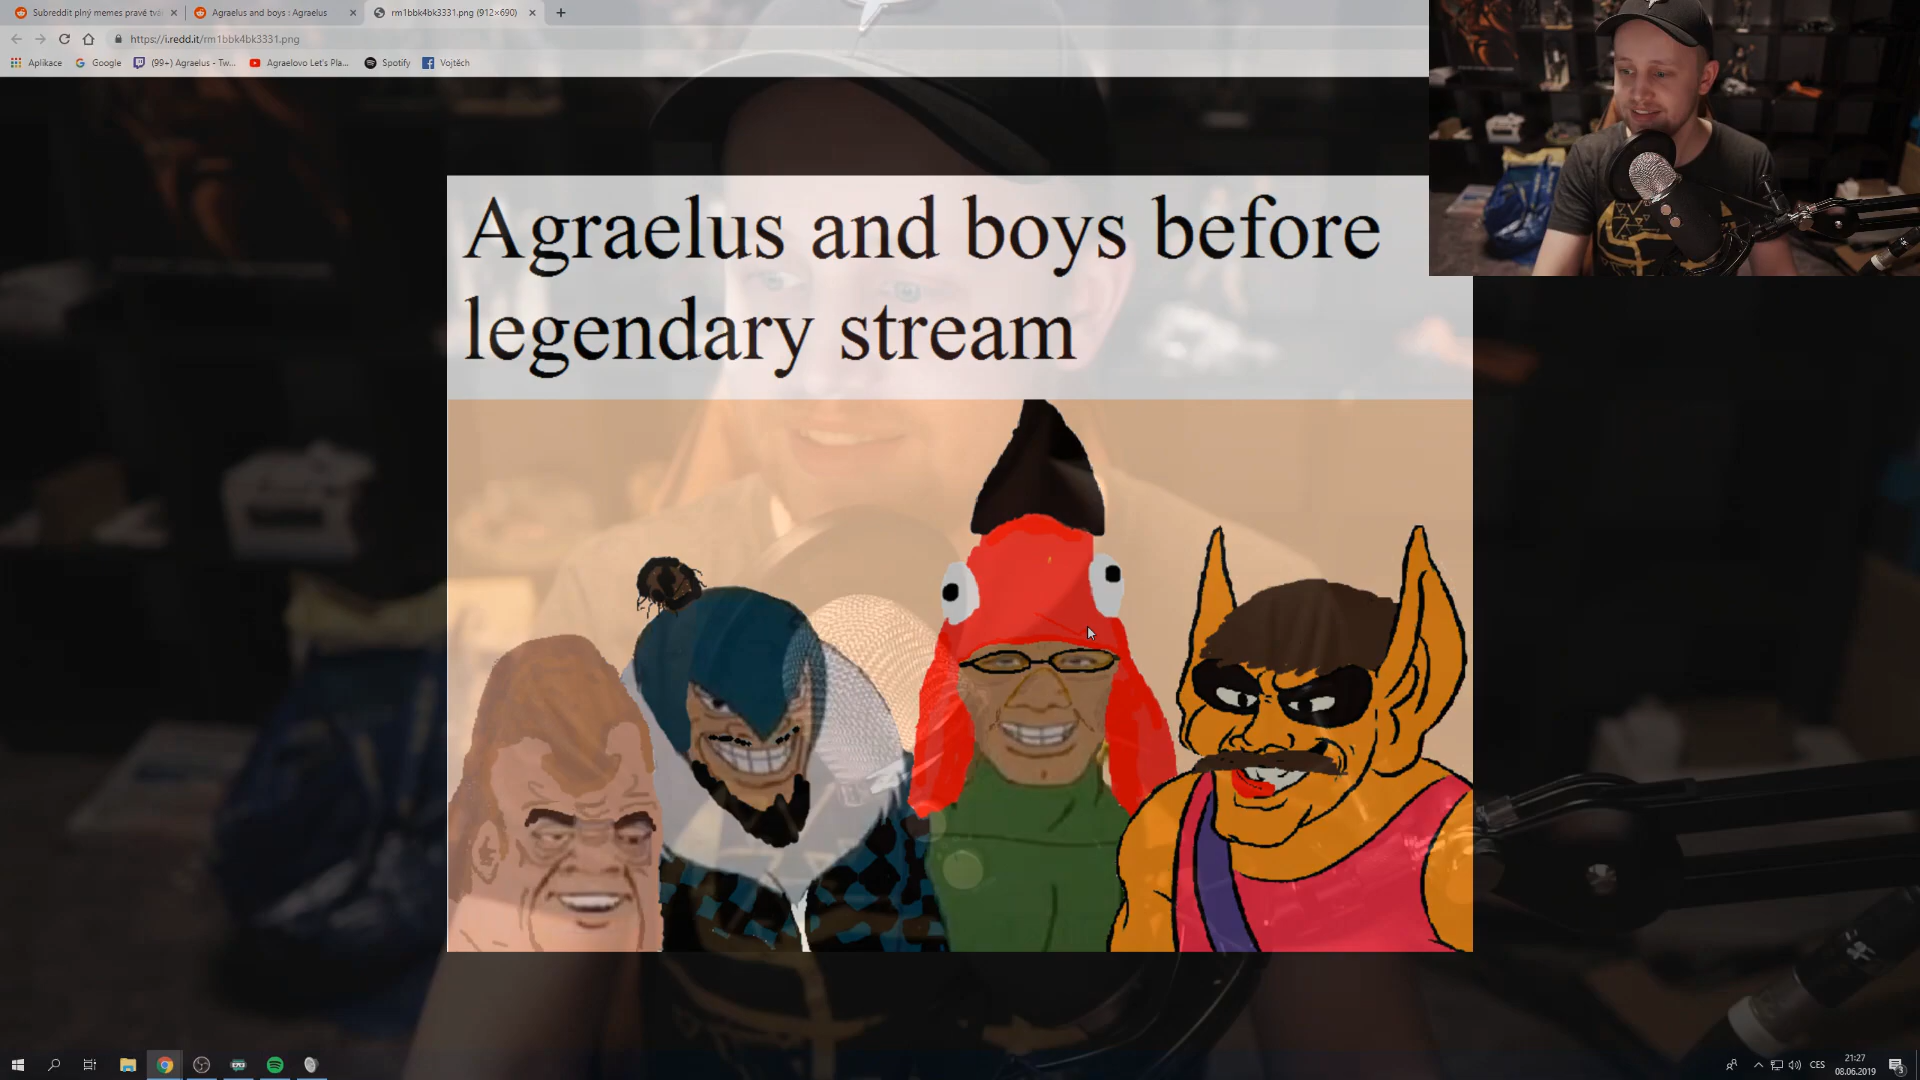 Subreddit plný memes pravé tvá
Agraelus and boys : Agraelus
rm1bbk4bk3331.png (912×690)
https://i.redd.it/rm1bbk4bk3331.png
Aplikace
Google
(99+) Agraelus - Tw...
Agraelovo Let's Pla...
Spotify
Vojtěch
Agraelus and boys before
legendary stream
CES
21:27
08.06.2019
3